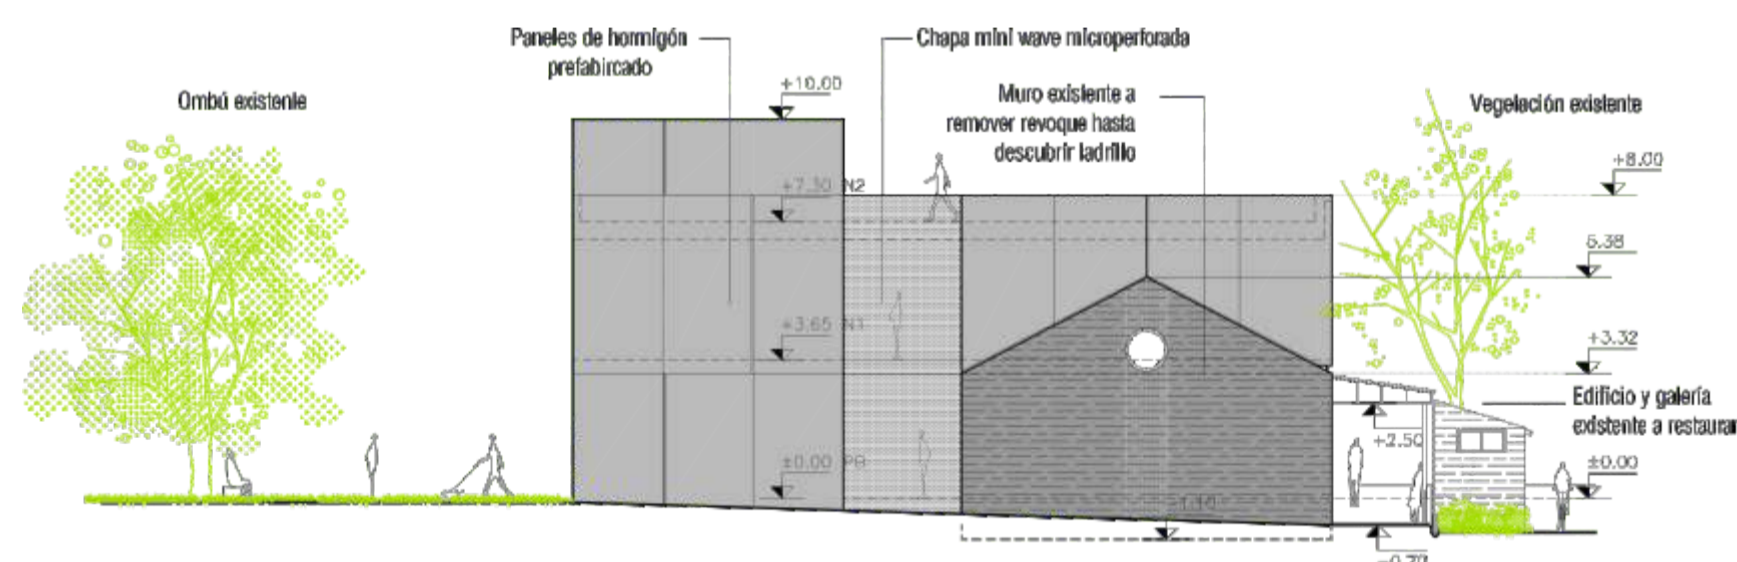 Paneles de hormigón
prefabircado
Chapa mini wave microperforada
+10.00
Muro existente a
remover revoque hasta
descubrir ladrillo
Ombú existente
Vegetación existente
+8.00
+7.30 N2
5.38
+3.65 N1
+3.32
Edificio y galería
existente a restaurar
+2.50
±0.00 PB
±0.00